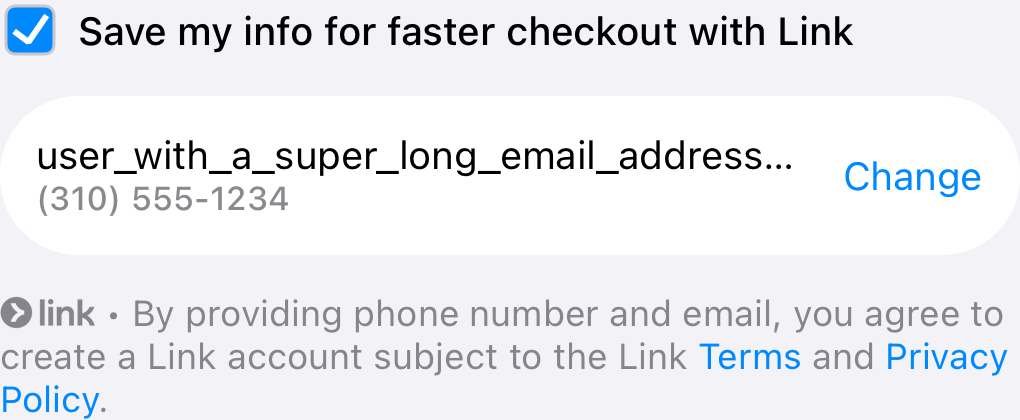 Save my info for faster checkout with Link
user_with_a_super_long_email_address...
Change
(310) 555-1234
link • By providing phone number and email, you agree to
create a Link account subject to the Link Terms and Privacy
Policy.